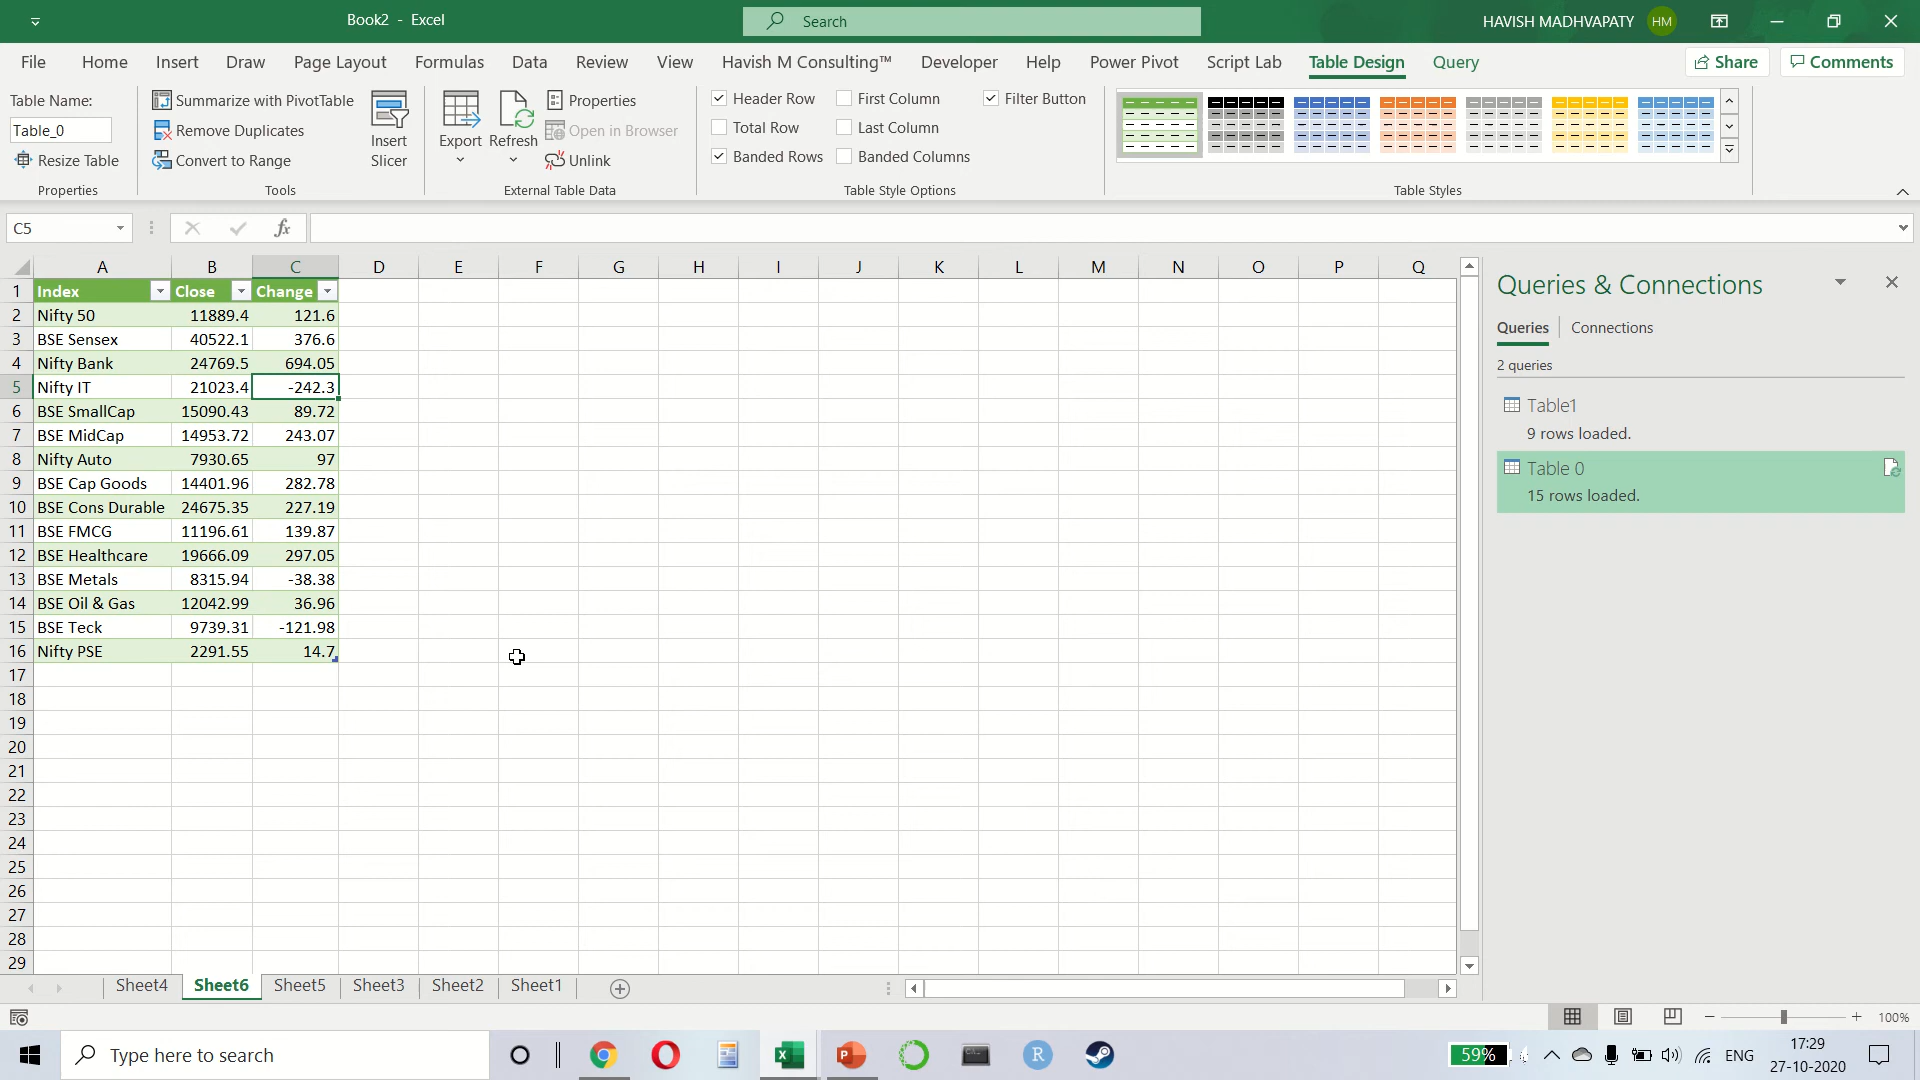 Book2 - Excel
Search
HAVISH MADHVAPATY HM
File Home Insert Draw Page Layout Formulas Data Review View Havish M Consulting™ Developer Help Power Pivot Script Lab Table Design Query Share Comments
Table Name:
Table_0
Resize Table
Properties
Summarize with PivotTable
Remove Duplicates
Convert to Range
Insert
Slicer
Tools
Export
Refresh
Properties
Open in Browser
Unlink
External Table Data
Header Row First Column Filter Button
Total Row Last Column
Banded Rows Banded Columns
Table Style Options
Table Styles
C5 fx
A B C D E F G H I J K L M N O P Q
1 Index Close Change
2 Nifty 50 11889.4 121.6
3 BSE Sensex 40522.1 376.6
4 Nifty Bank 24769.5 694.05
5 Nifty IT 21023.4 -242.3
6 BSE SmallCap 15090.43 89.72
7 BSE MidCap 14953.72 243.07
8 Nifty Auto 7930.65 97
9 BSE Cap Goods 14401.96 282.78
10 BSE Cons Durable 24675.35 227.19
11 BSE FMCG 11196.61 139.87
12 BSE Healthcare 19666.09 297.05
13 BSE Metals 8315.94 -38.38
14 BSE Oil & Gas 12042.99 36.96
15 BSE Teck 9739.31 -121.98
16 Nifty PSE 2291.55 14.7
17
18
19
20
21
22
23
24
25
26
27
28
29
Queries & Connections
Queries Connections
2 queries
Table1
9 rows loaded.
Table 0
15 rows loaded.
Sheet4 Sheet6 Sheet5 Sheet3 Sheet2 Sheet1
100%
Type here to search
59%
ENG
17:29
27-10-2020